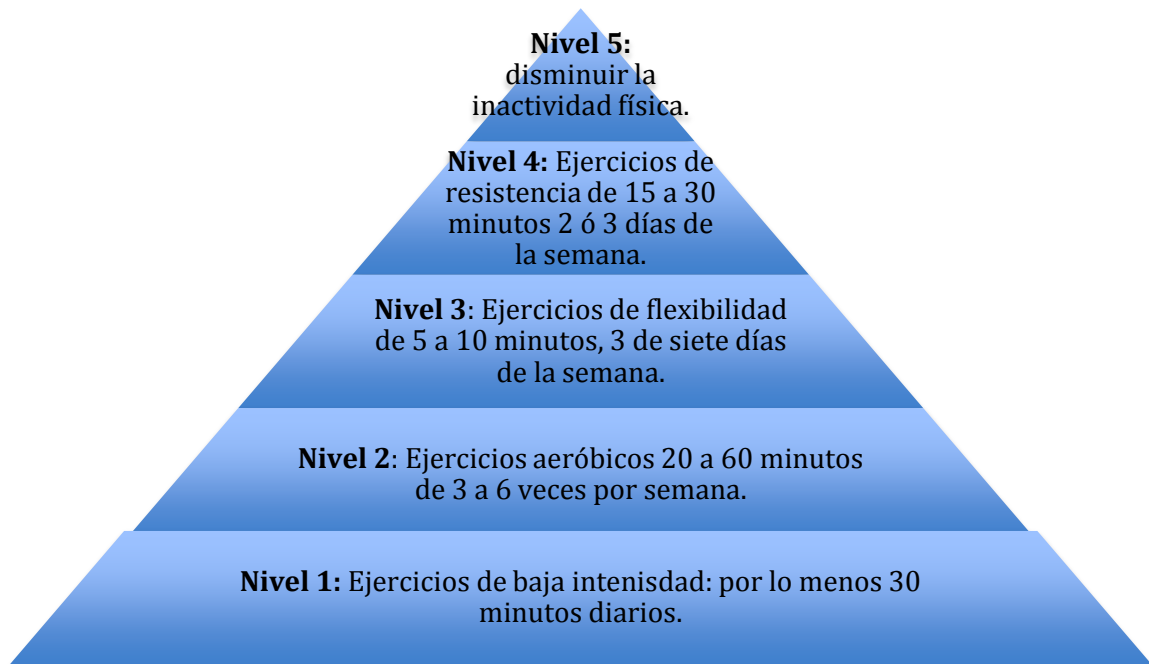 Nivel 5:
disminuir la
inactividad física.
Nivel 4: Ejercicios de
resistencia de 15 a 30
minutos 2 ó 3 días de
la semana.
Nivel 3: Ejercicios de flexibilidad
de 5 a 10 minutos, 3 de siete días
de la semana.
Nivel 2: Ejercicios aeróbicos 20 a 60 minutos
de 3 a 6 veces por semana.
Nivel 1: Ejercicios de baja intenisdad: por lo menos 30
minutos diarios.